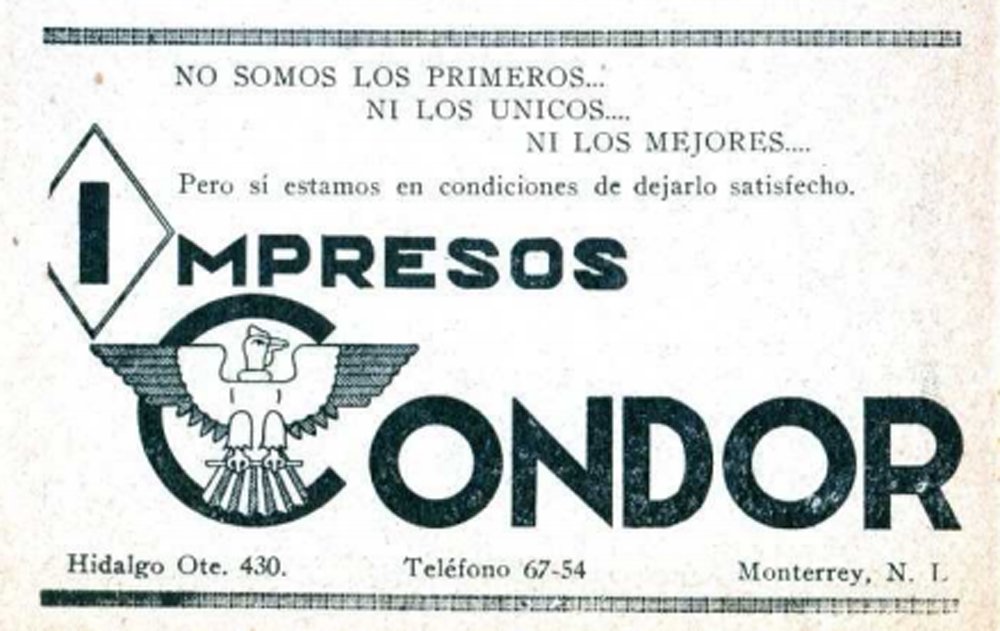 NO SOMOS LOS PRIMEROS...
NI LOS UNICOS....
NI LOS MEJORES....
Pero sí estamos en condiciones de dejarlo satisfecho.
IMPRESOS
CONDOR
Hidalgo Ote. 430. Teléfono 67-54 Monterrey, N. L.